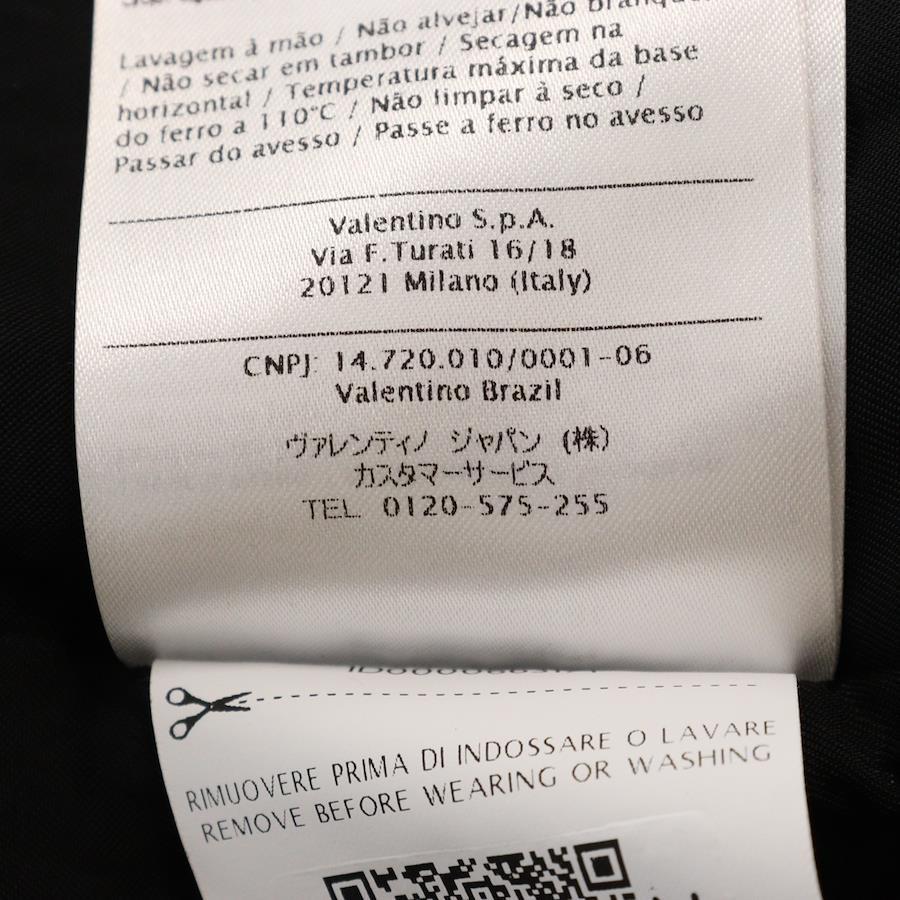 Lavagem à mão / Não alvejar/Não branque
/ Não secar em tambor / Secagem na
horizontal / Temperatura máxima da base
do ferro a 110°C / Não limpar à seco /
Passar do avesso / Passe a ferro no avesso
Valentino S.p.A.
Via F.Turati 16/18
20121 Milano (Italy)
CNPJ: 14.720.010/0001-06
Valentino Brazil
ヴァレンティノ ジャパン (株)
カスタマーサービス
TEL. 0120-575-255
RIMUOVERE PRIMA DI INDOSSARE O LAVARE
REMOVE BEFORE WEARING OR WASHING